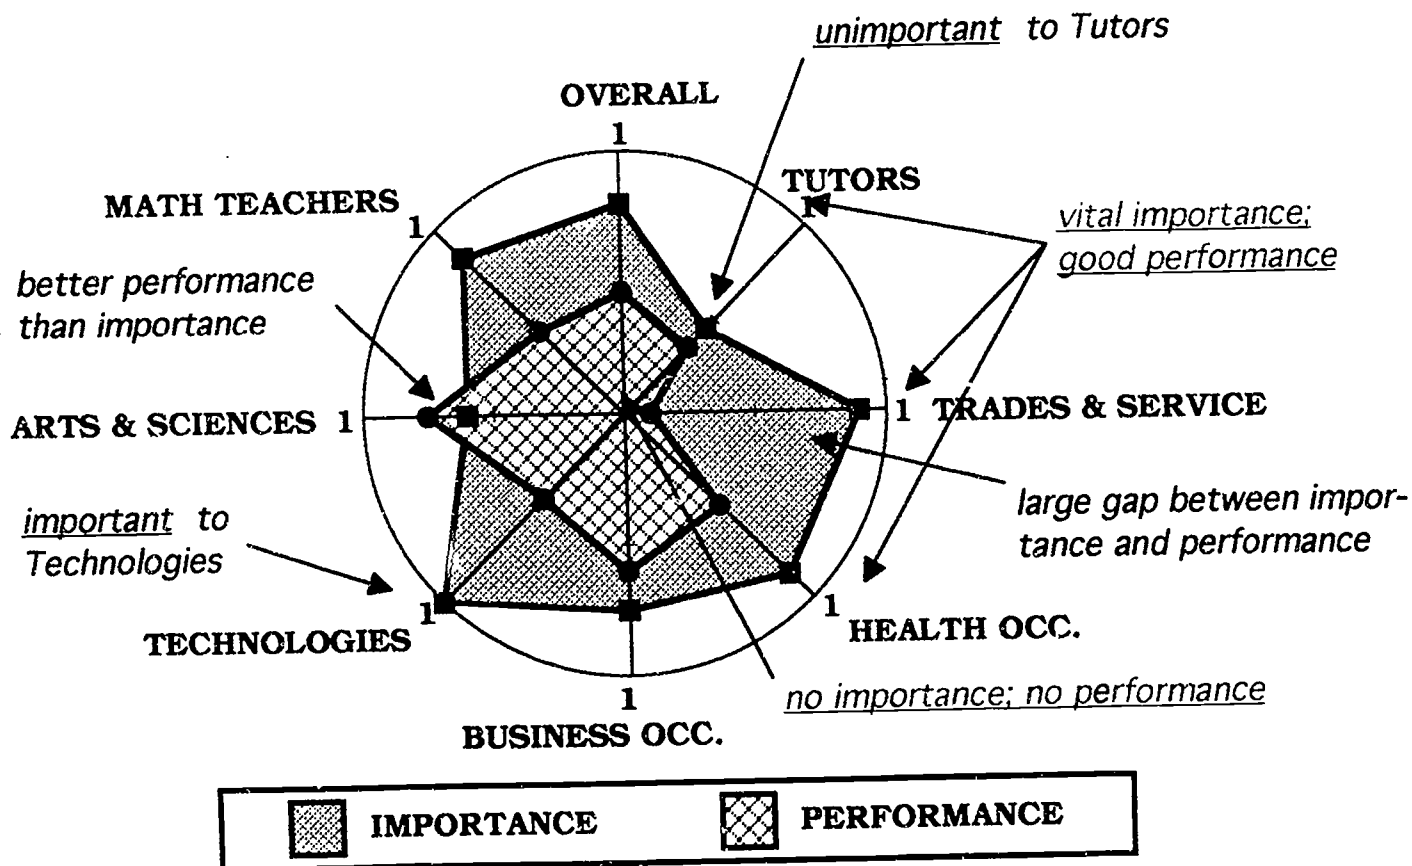 unimportant to Tutors
OVERALL
1
TUTORS
1
MATH TEACHERS
1
vital importance;
good performance
better performance
than importance
ARTS & SCIENCES 1
1 TRADES & SERVICE
large gap between impor-
tance and performance
important to
Technologies
1
TECHNOLOGIES
1
HEALTH OCC.
no importance; no performance
1
BUSINESS OCC.
IMPORTANCE
PERFORMANCE